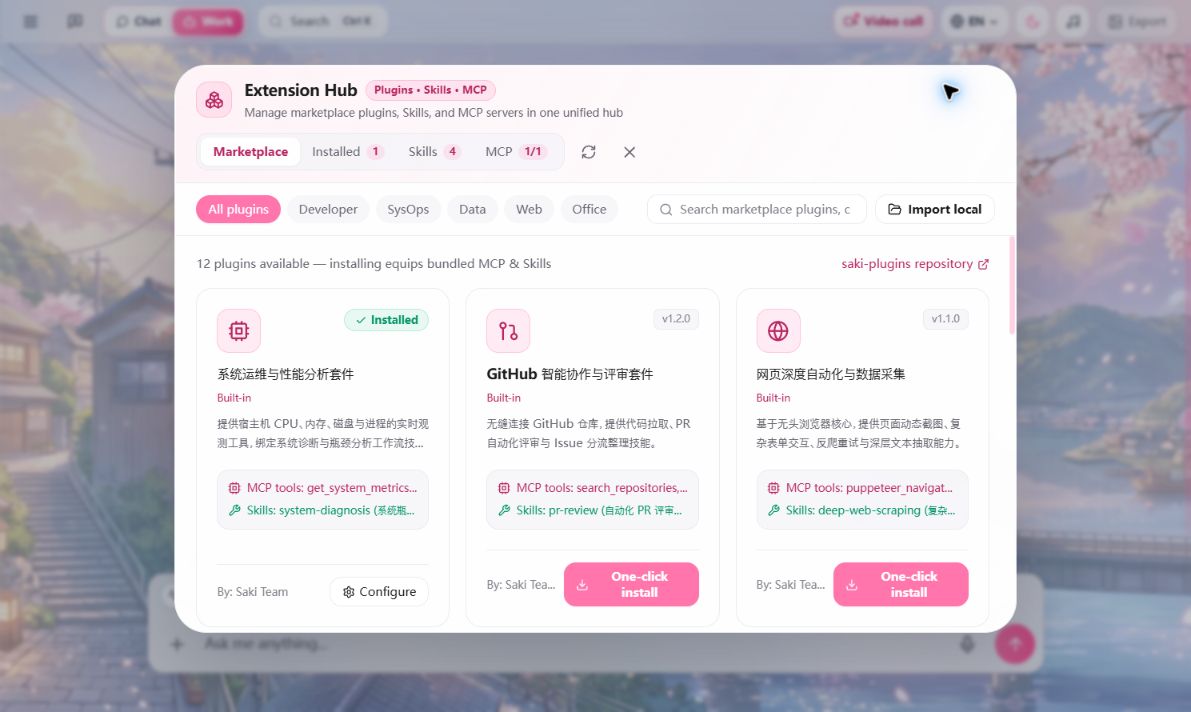 Chat
Work
Search
Ctrl K
Video call
EN
Export
Extension Hub
Plugins • Skills • MCP
Manage marketplace plugins, Skills, and MCP servers in one unified hub
Marketplace
Installed 1
Skills 4
MCP 1/1
All plugins
Developer
SysOps
Data
Web
Office
Search marketplace plugins, c
Import local
12 plugins available — installing equips bundled MCP & Skills
saki-plugins repository
Installed
系统运维与性能分析套件
Built-in
提供宿主机 CPU、内存、磁盘与进程的实时观
测工具，绑定系统诊断与瓶颈分析工作流技...
MCP tools: get_system_metrics...
Skills: system-diagnosis (系统瓶...
By: Saki Team
Configure
v1.2.0
GitHub 智能协作与评审套件
Built-in
无缝连接 GitHub 仓库，提供代码拉取、PR
自动化评审与 Issue 分流整理技能。
MCP tools: search_repositories,...
Skills: pr-review (自动化 PR 评审...
By: Saki Tea...
One-click
install
v1.1.0
网页深度自动化与数据采集
Built-in
基于无头浏览器核心，提供页面动态截图、复
杂表单交互、反爬重试与深层文本抽取能力。
MCP tools: puppeteer_navigat...
Skills: deep-web-scraping (复杂...
By: Saki Tea...
One-click
install
Ask me anything...